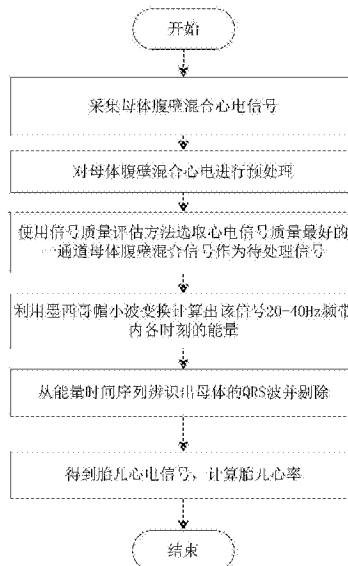 开始
采集母体腹壁混合心电信号
对母体腹壁混合心电进行预处理
使用信号质量评估方法选取心电信号质量最好的
一通道母体腹壁混合信号作为待处理信号
利用墨西哥帽小波变换计算出该信号20-40Hz频带
内各时刻的能量
从能量时间序列辨识出母体的QRS波并剔除
得到胎儿心电信号，计算胎儿心率
结束